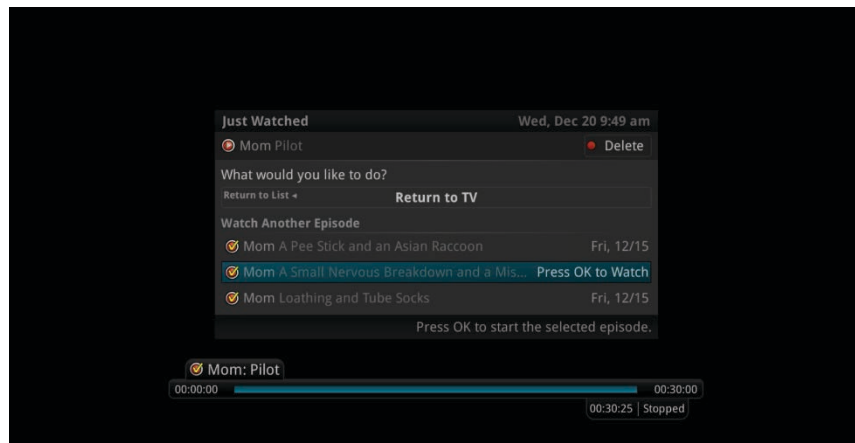 Just Watched Wed, Dec 20 9:49 am
Mom Pilot Delete
What would you like to do?
Return to List Return to TV
Watch Another Episode
Mom A Pee Stick and an Asian Raccoon Fri, 12/15
Mom A Small Nervous Breakdown and a Mis... Press OK to Watch
Mom Loathing and Tube Socks Fri, 12/15
Press OK to start the selected episode.
Mom: Pilot
00:00:00 00:30:00
00:30:25 | Stopped